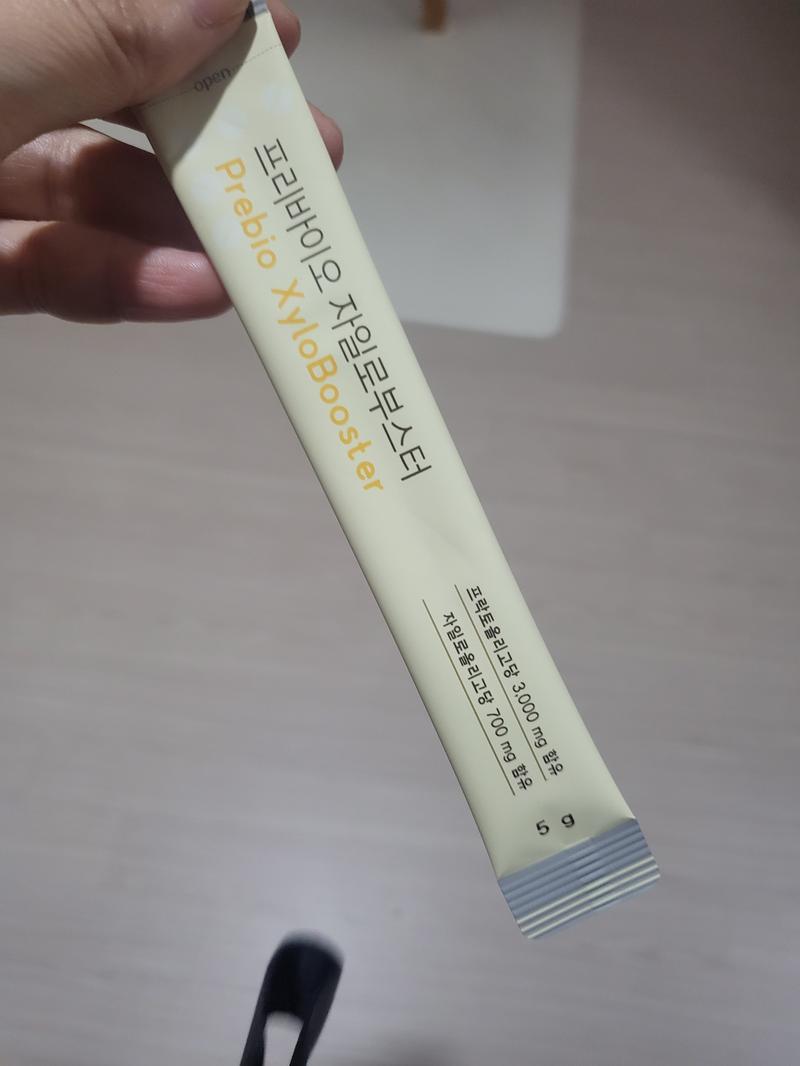 open
프리바이오 자일로부스터
Prebio XyloBooster
프락토올리고당 3,000 mg 함유
자일로올리고당 700 mg 함유
5 g